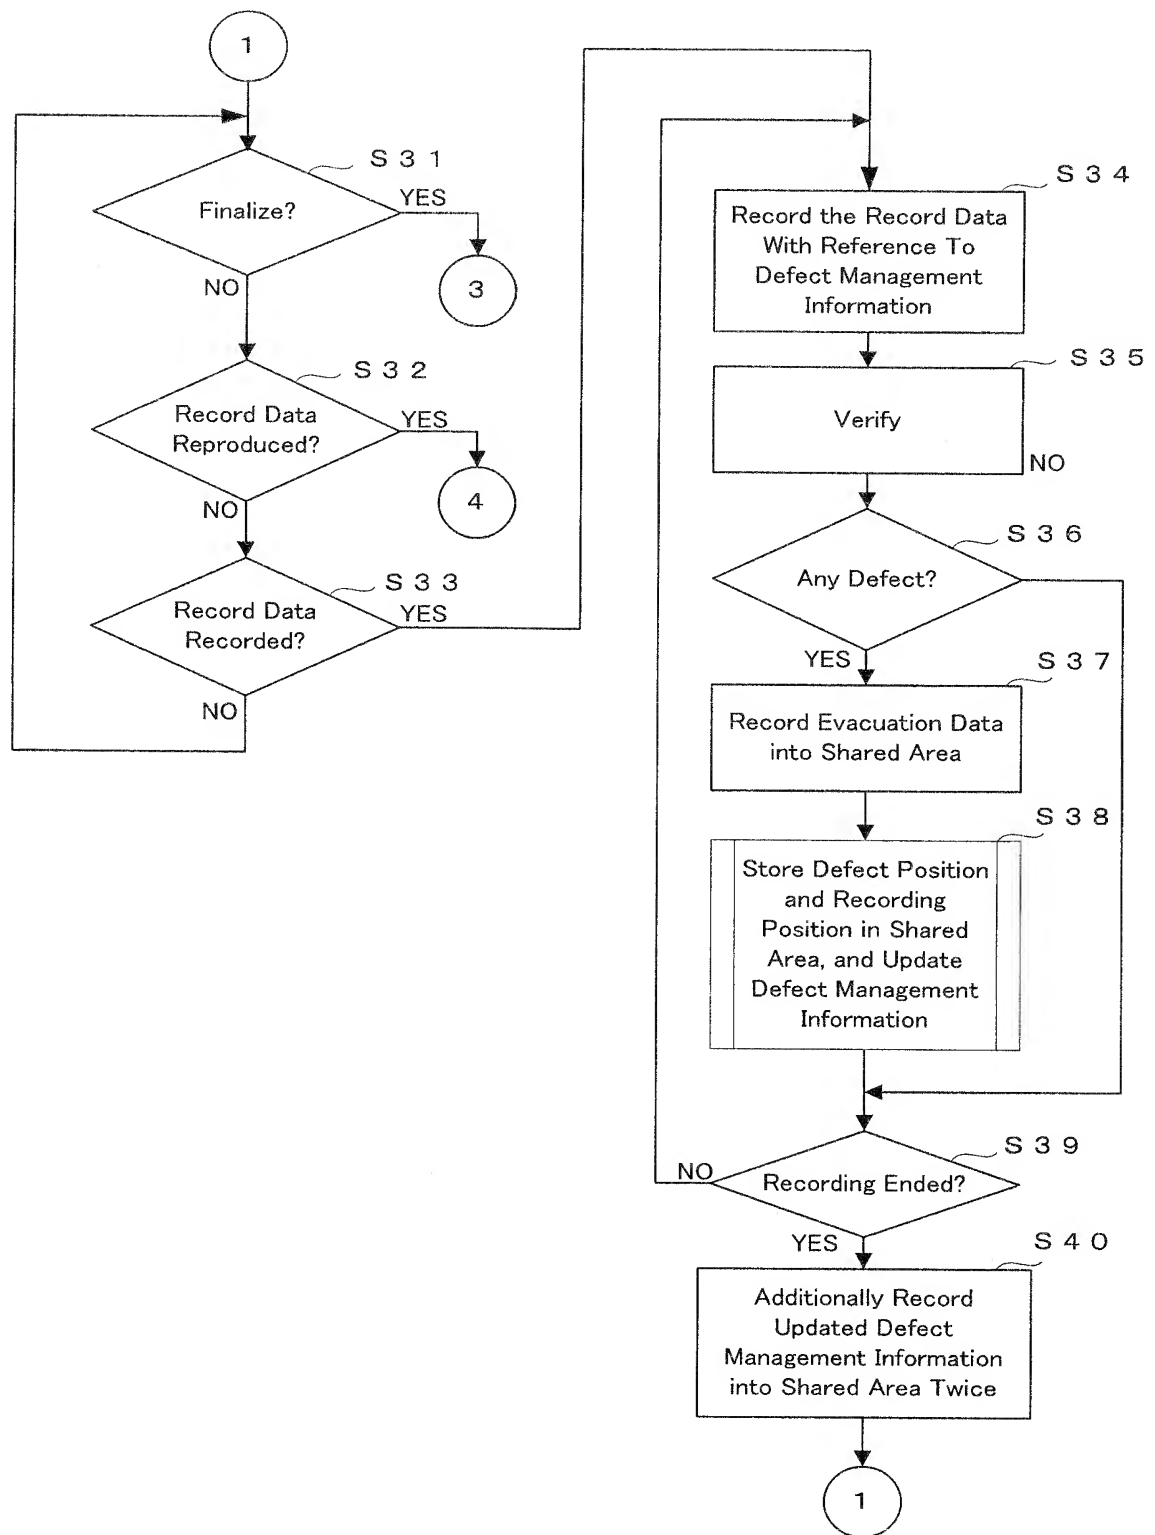 1
S31
Finalize?
YES
3
NO
S32
Record Data
Reproduced?
YES
4
NO
S33
Record Data
Recorded?
YES
NO
S34
Record the Record Data
With Reference To
Defect Management
Information
S35
Verify
NO
S36
Any Defect?
YES
S37
Record Evacuation Data
into Shared Area
S38
Store Defect Position
and Recording
Position in Shared
Area, and Update
Defect Management
Information
S39
NO
Recording Ended?
YES
S40
Additionally Record
Updated Defect
Management Information
into Shared Area Twice
1